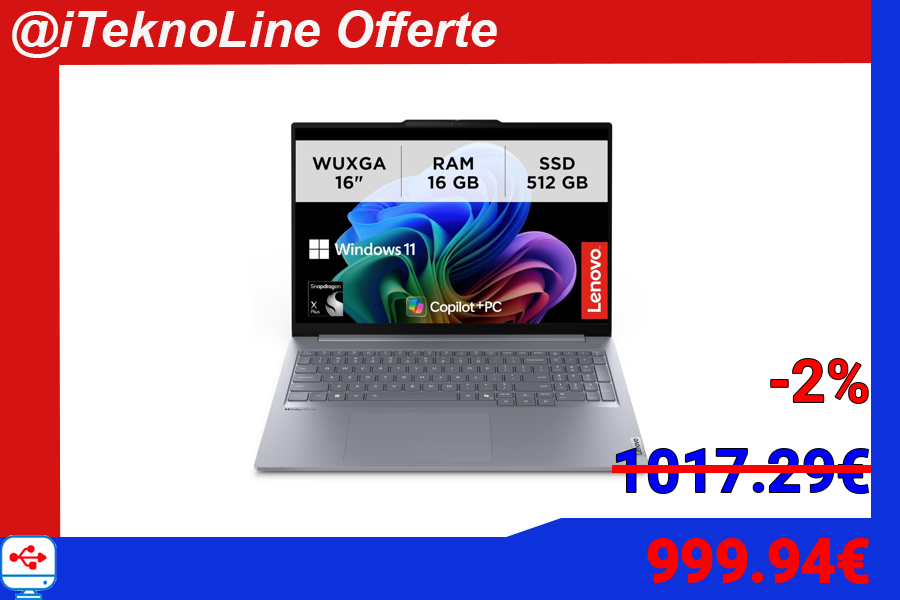 @iTeknoLine Offerte
WUXGA
16"
RAM
16 GB
SSD
512 GB
Windows 11
Lenovo
Snapdragon
X
Plus
Copilot+PC
Lenovo
-2%
1017.29€
999.94€